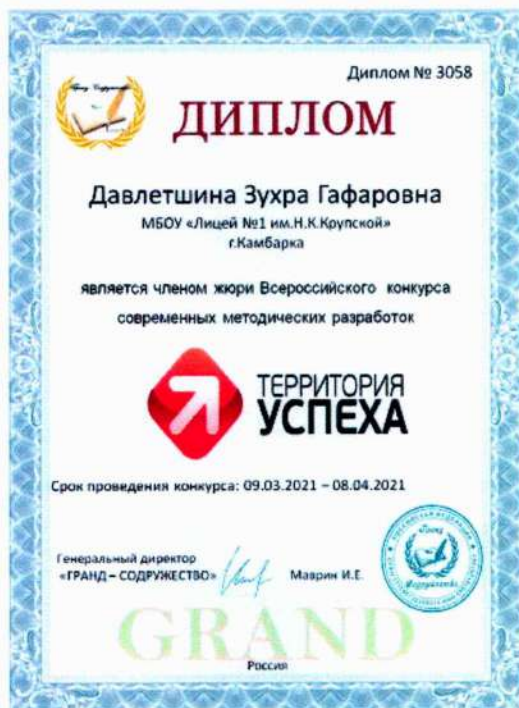 Диплом № 3058
ДИПЛОМ
Давлетшина Зухра Гафаровна
МБОУ «Лицей №1 им.Н.К.Крупской»
г.Камбарка
является членом жюри Всероссийского конкурса
современных методических разработок
ТЕРРИТОРИЯ
УСПЕХА
Срок проведения конкурса: 09.03.2021 – 08.04.2021
Генеральный директор
«ГРАНД – СОДРУЖЕСТВО»
Маврин И.Е.
GRAND
Россия